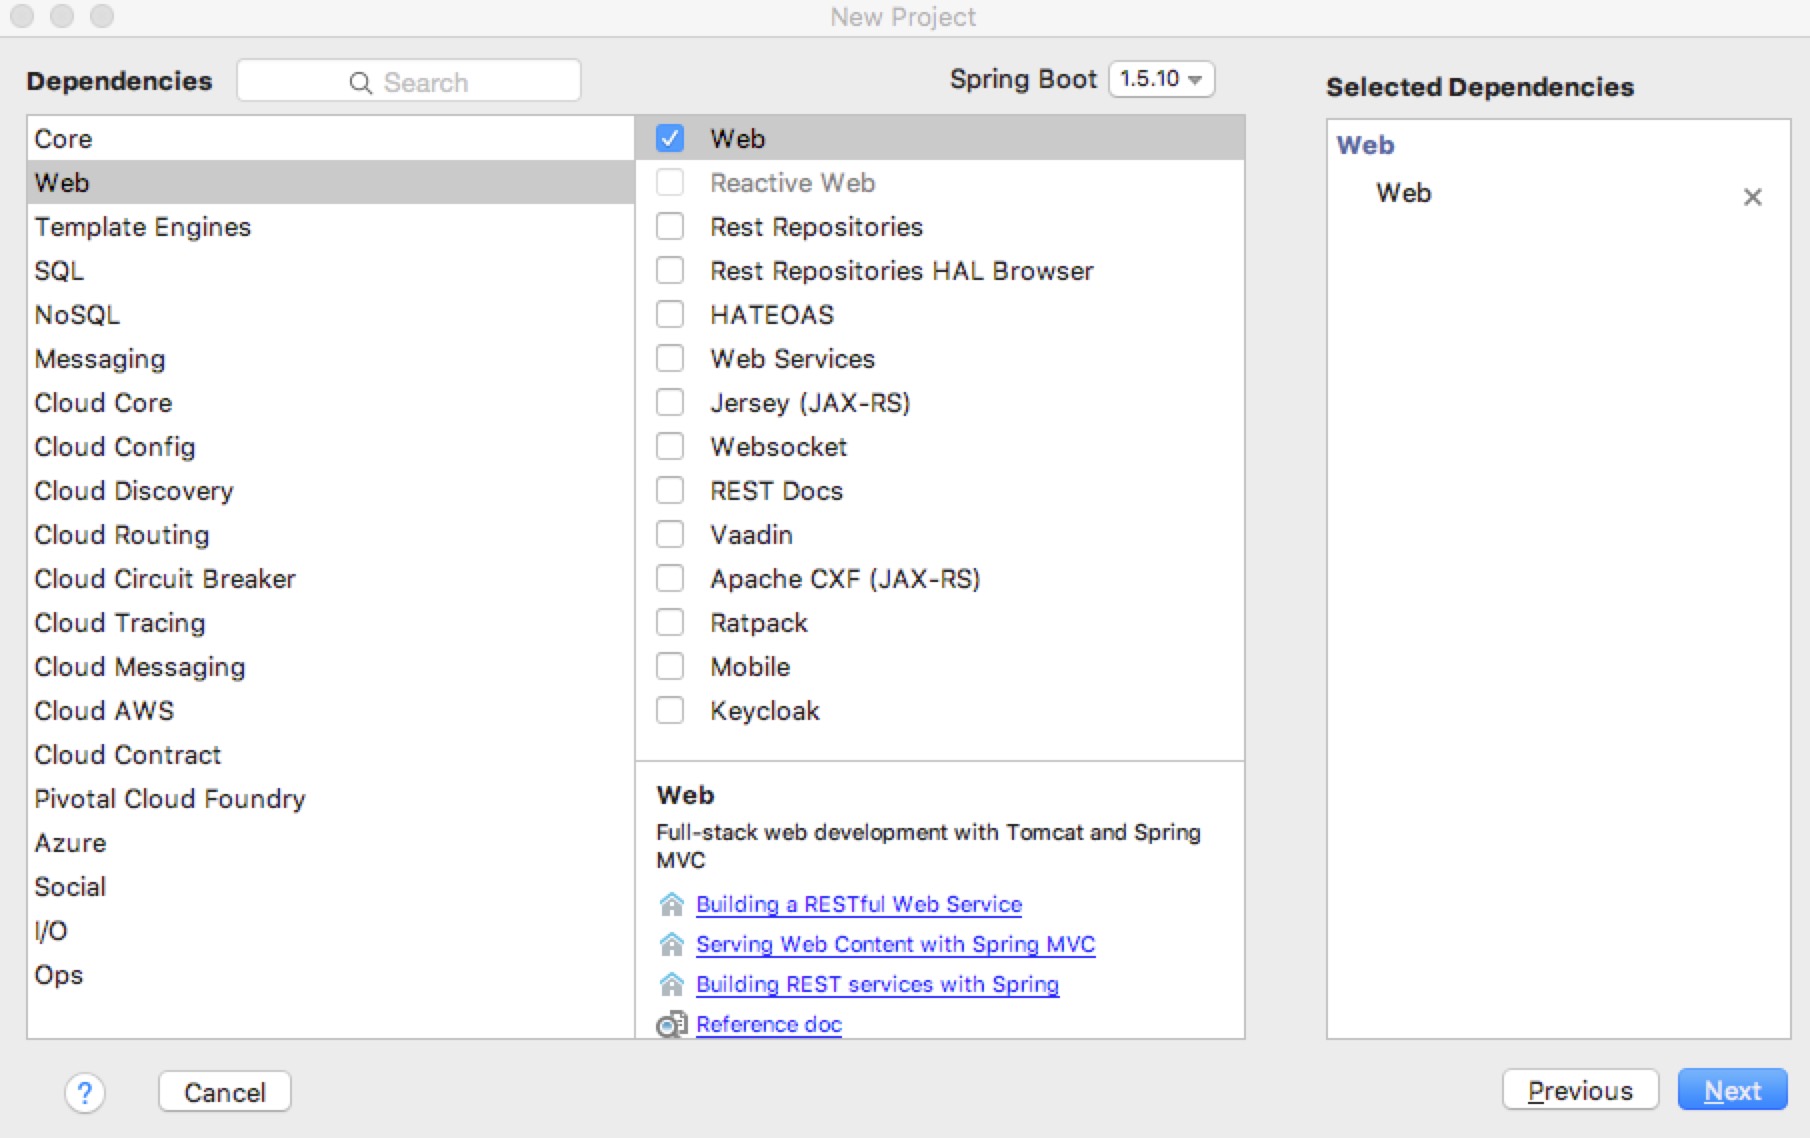 New Project
Dependencies
Search
Spring Boot 1.5.10
Selected Dependencies
Core
Web
Template Engines
SQL
NoSQL
Messaging
Cloud Core
Cloud Config
Cloud Discovery
Cloud Routing
Cloud Circuit Breaker
Cloud Tracing
Cloud Messaging
Cloud AWS
Cloud Contract
Pivotal Cloud Foundry
Azure
Social
I/O
Ops
Web
Reactive Web
Rest Repositories
Rest Repositories HAL Browser
HATEOAS
Web Services
Jersey (JAX-RS)
Websocket
REST Docs
Vaadin
Apache CXF (JAX-RS)
Ratpack
Mobile
Keycloak
Web
Full-stack web development with Tomcat and Spring
MVC
Building a RESTful Web Service
Serving Web Content with Spring MVC
Building REST services with Spring
Reference doc
Web
Web
?
Cancel
Previous
Next